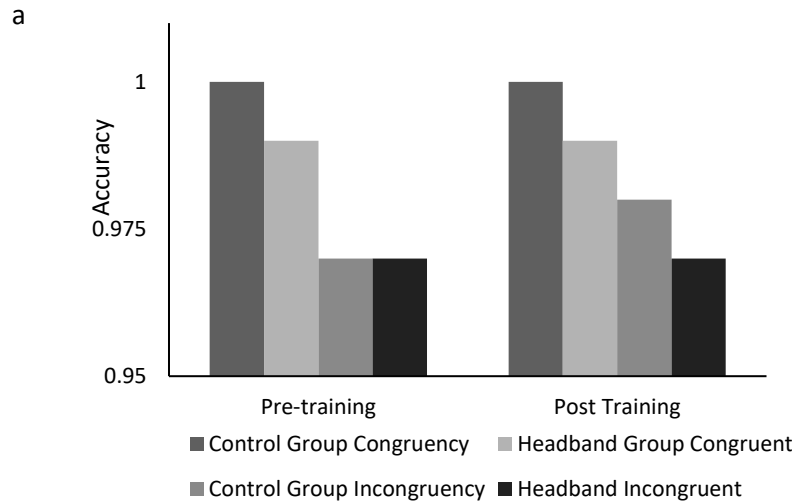 a
1
Accuracy
0.975
0.95
Pre-training Post Training
Control Group Congruency Headband Group Congruent
Control Group Incongruency Headband Incongruent